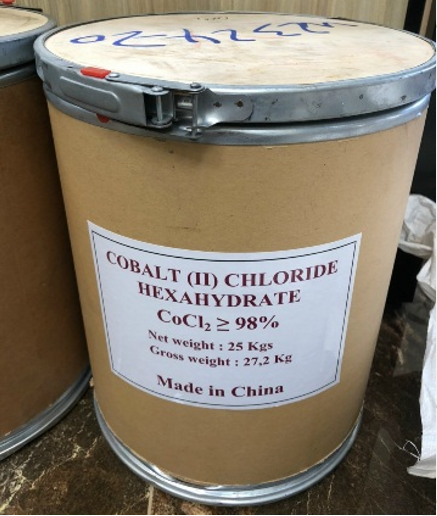 COBALT (II) CHLORIDE
HEXAHYDRATE
CoCl₂ ≥ 98%
Net weight : 25 Kgs
Gross weight : 27,2 Kg
Made in China